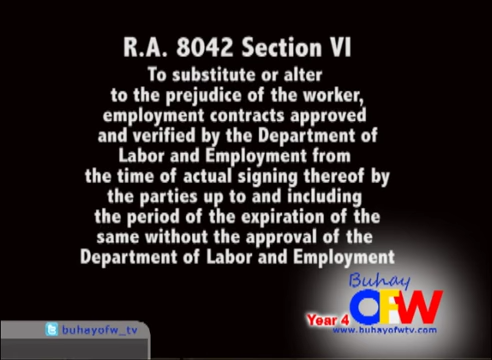 R.A. 8042 Section VI
To substitute or alter
to the prejudice of the worker,
employment contracts approved
and verified by the Department of
Labor and Employment from
the time of actual signing thereof by
the parties up to and including
the period of the expiration of the
same without the approval of the
Department of Labor and Employment
Buhay
OFW
Year 4
www.buhayofwtv.com
buhayofw_tv